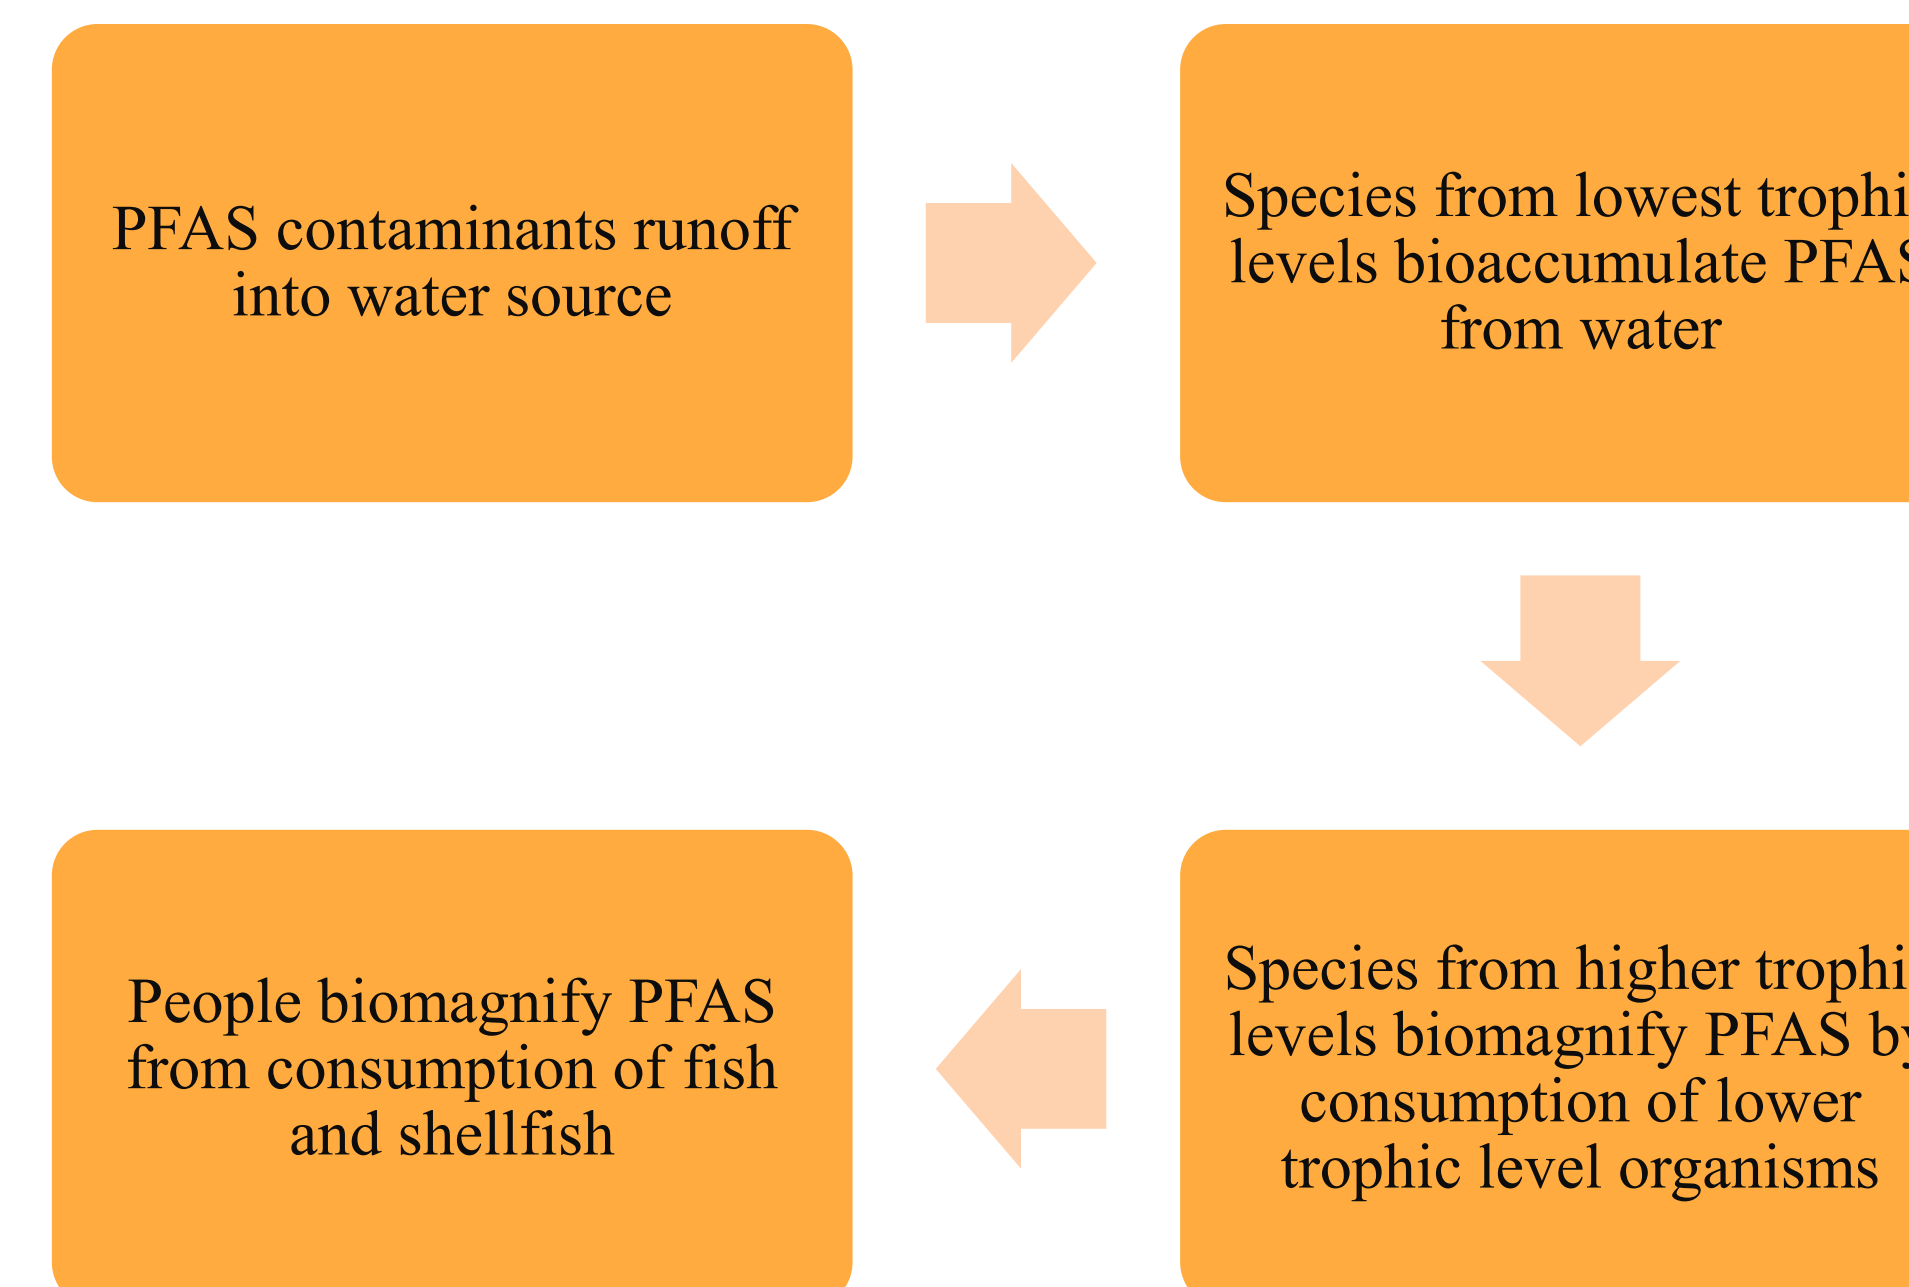 PFAS contaminants runoff
into water source
Species from lowest trophi
levels bioaccumulate PFAS
from water
Species from higher trophi
levels biomagnify PFAS by
consumption of lower
trophic level organisms
People biomagnify PFAS
from consumption of fish
and shellfish